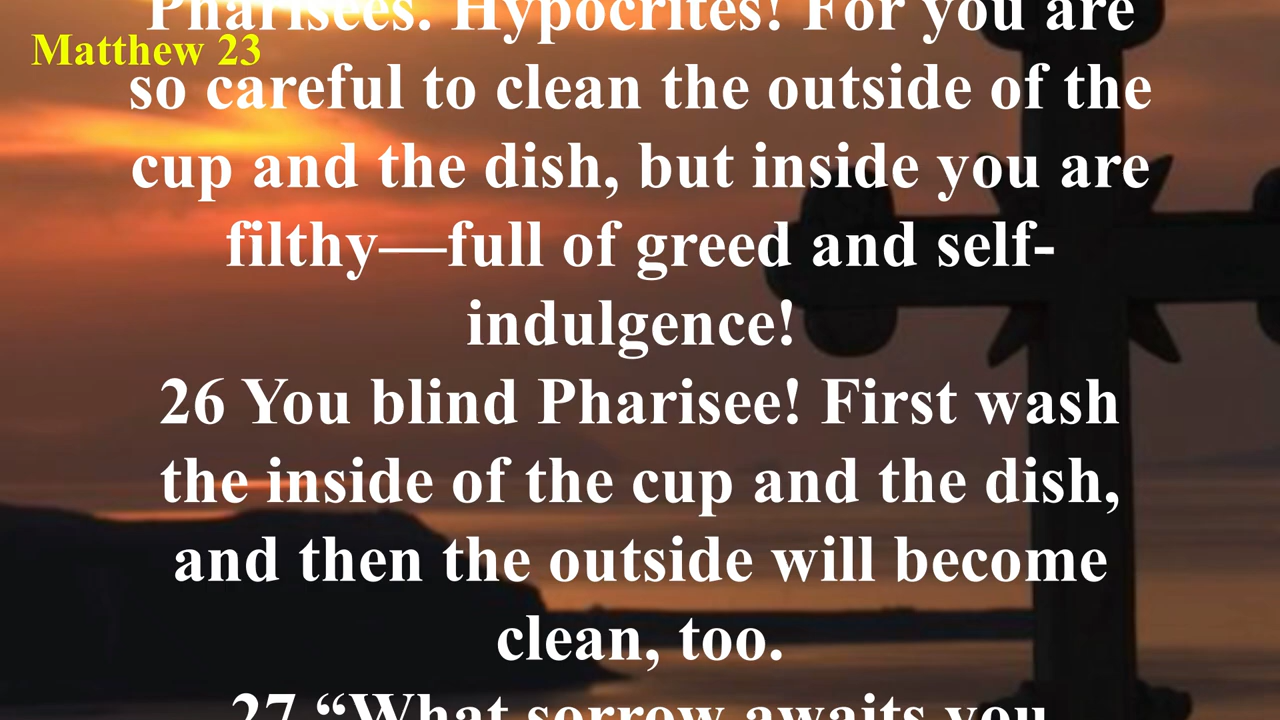 Pharisees. Hypocrites! For you are
Matthew 23
so careful to clean the outside of the
cup and the dish, but inside you are
filthy—full of greed and self-
indulgence!
26 You blind Pharisee! First wash
the inside of the cup and the dish,
and then the outside will become
clean, too.
27 “What sorrow awaits you